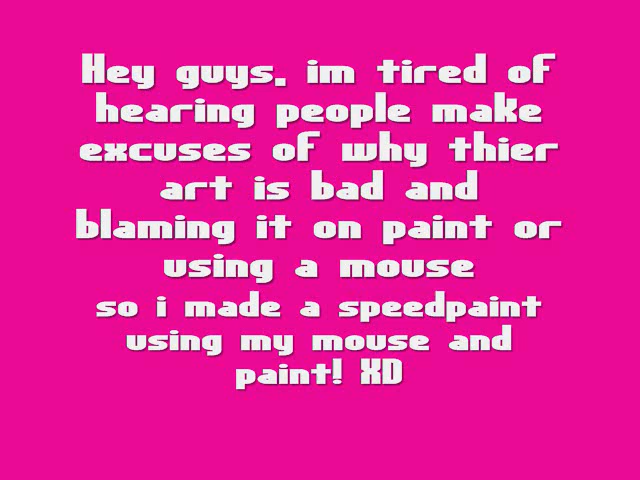 Hey guys. im tired of
hearing people make
excuses of why thier
art is bad and
blaming it on paint or
using a mouse
so i made a speedpaint
using my mouse and
paint! XD